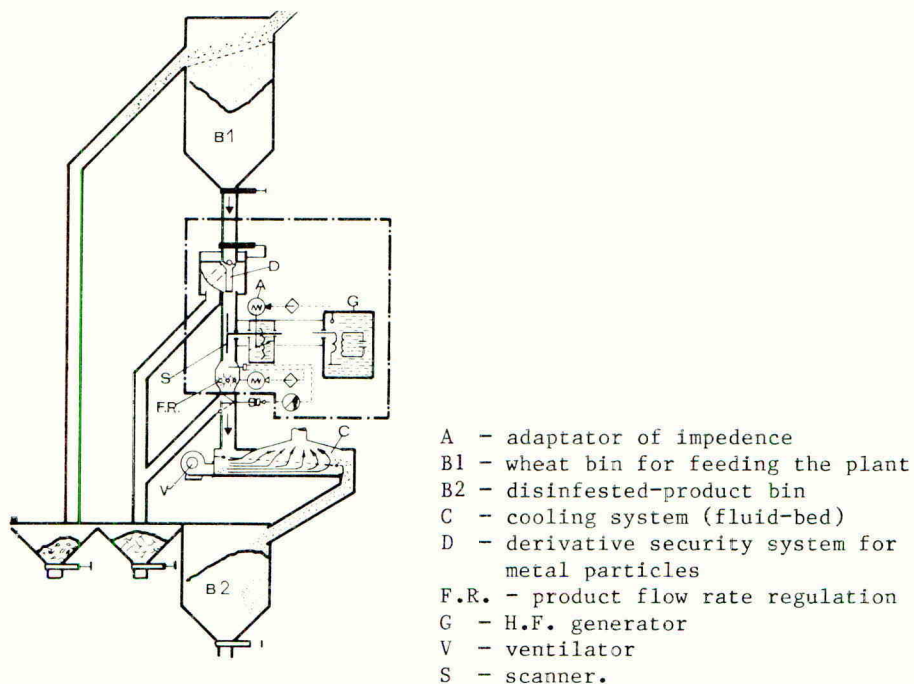 B1
D
A
G
S
F.R.
C
V
B2
A – adaptator of impedence
B1 – wheat bin for feeding the plant
B2 – disinfested-product bin
C – cooling system (fluid-bed)
D – derivative security system for
metal particles
F.R. – product flow rate regulation
G – H.F. generator
V – ventilator
S – scanner.